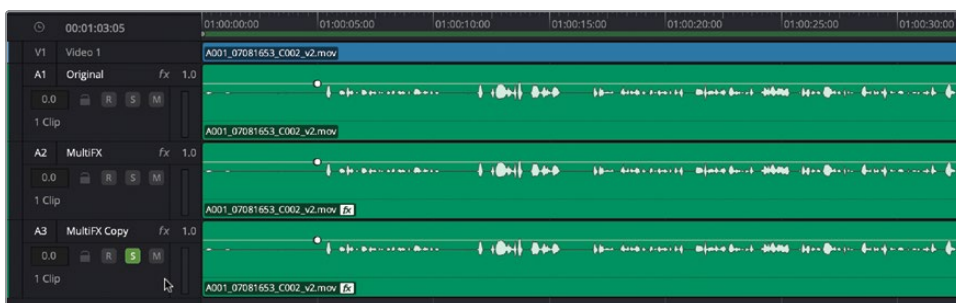 00:01:03:05 01:00:00:00 01:00:05:00 01:00:10:00 01:00:15:00 01:00:20:00 01:00:25:00 01:00:30:00
V1 Video 1 A001_07081653_C002_v2.mov
A1 Original fx 1.0
0.0 R S M
1 Clip
A001_07081653_C002_v2.mov
A2 MultiFX fx 1.0
0.0 R S M
1 Clip
A001_07081653_C002_v2.mov fx
A3 MultiFX Copy fx 1.0
0.0 R S M
1 Clip
A001_07081653_C002_v2.mov fx